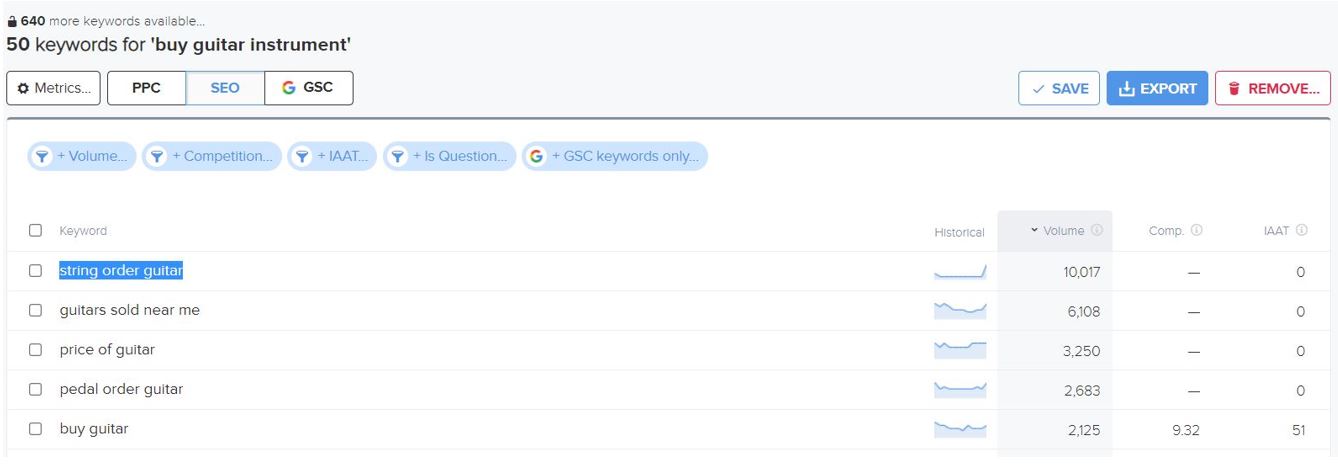 640 more keywords available...
50 keywords for 'buy guitar instrument'
Metrics... PPC SEO GSC SAVE EXPORT REMOVE...
+ Volume... + Competition... + IAAT... + Is Question... + GSC keywords only...
Keyword Historical Volume Comp. IAAT
string order guitar 10,017 — 0
guitars sold near me 6,108 — 0
price of guitar 3,250 — 0
pedal order guitar 2,683 — 0
buy guitar 2,125 9.32 51